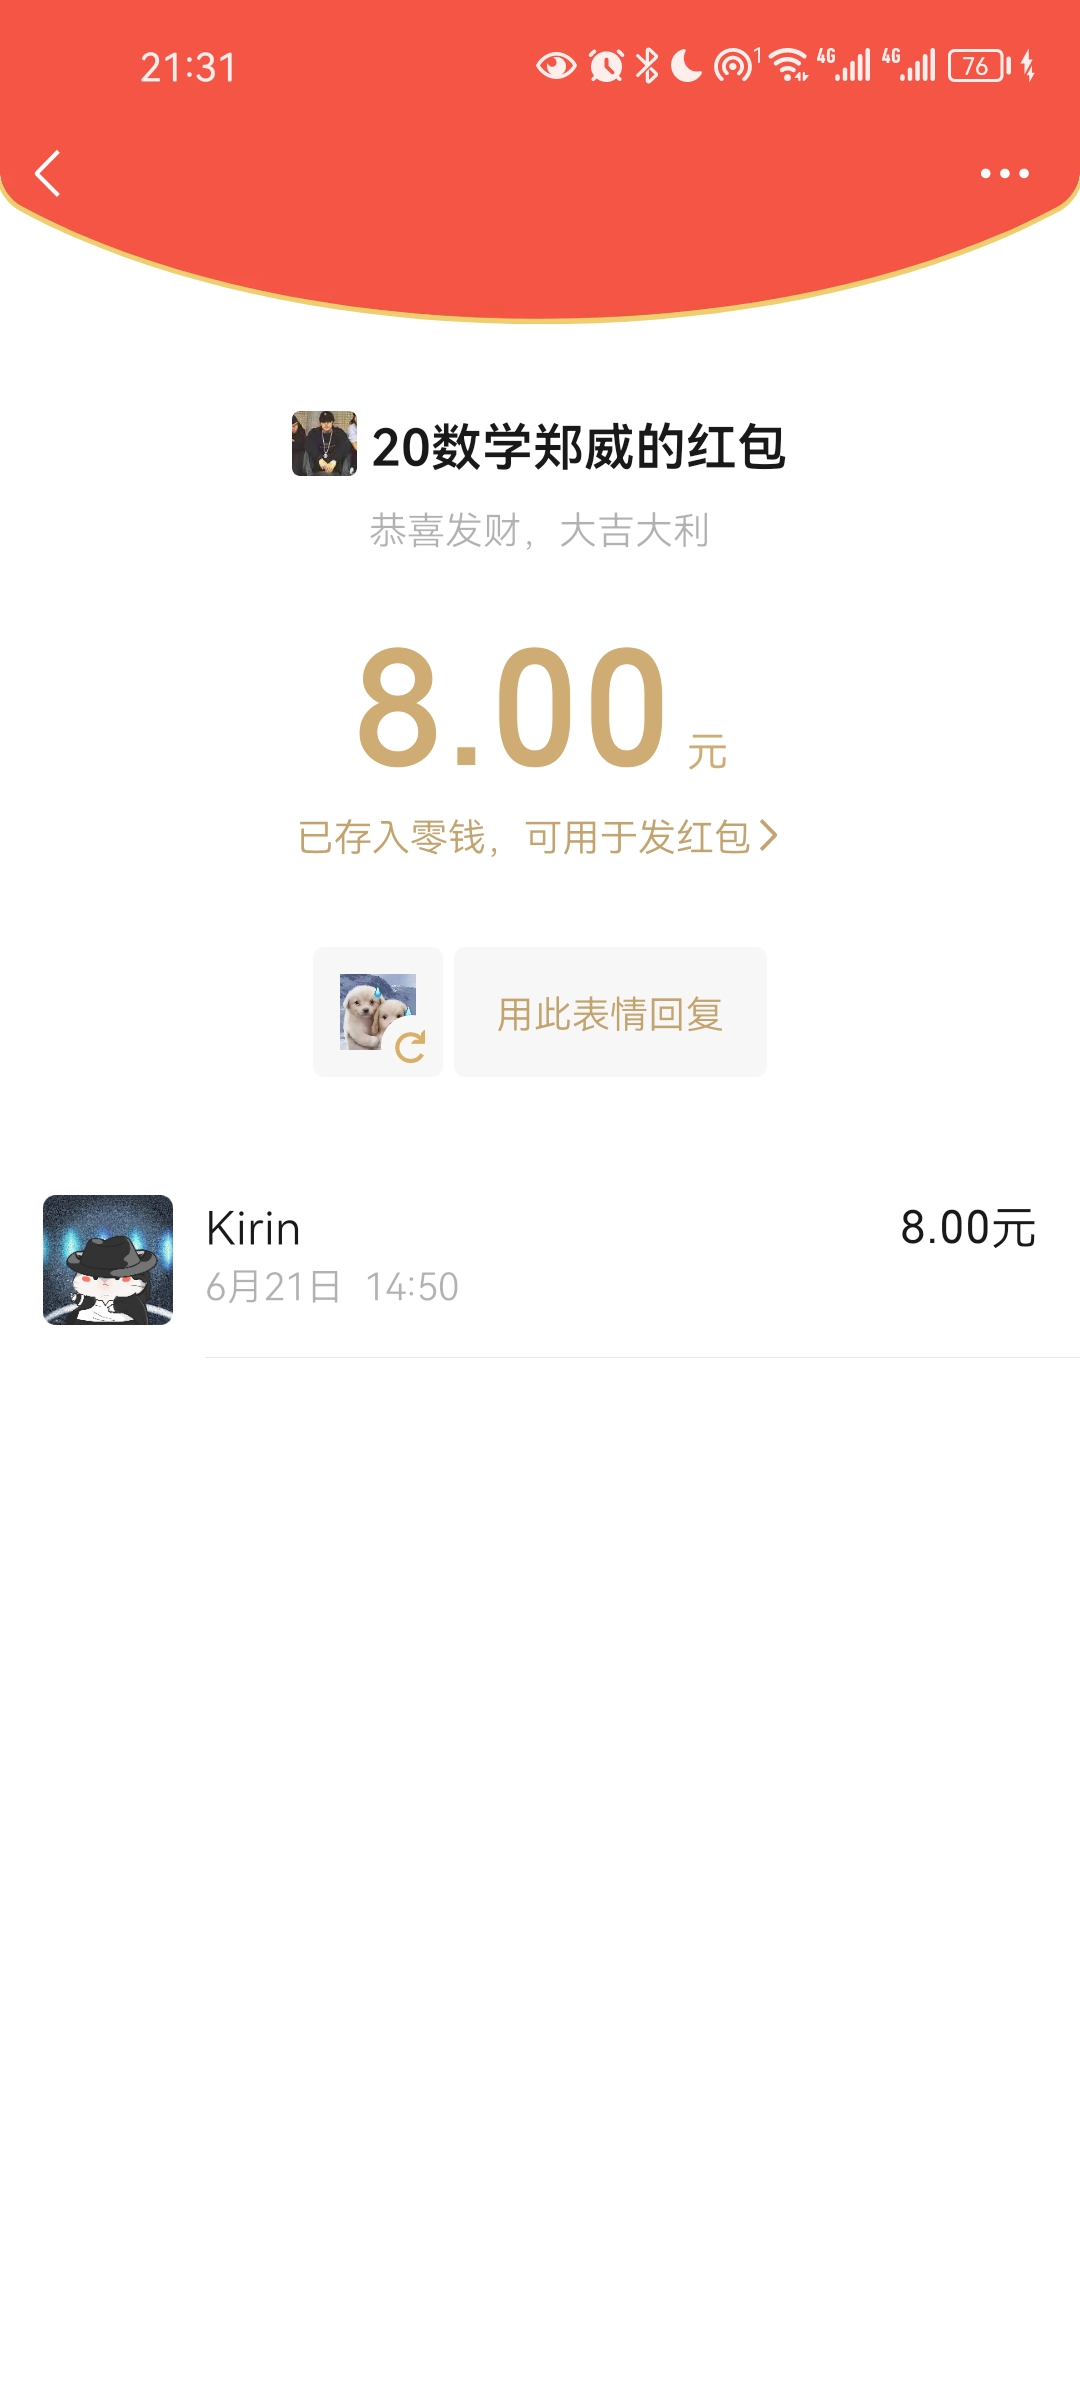 21:31
1 4G 4G 76
20数学郑威的红包
恭喜发财，大吉大利
8.00 元
已存入零钱，可用于发红包
用此表情回复
Kirin 8.00元
6月21日 14:50